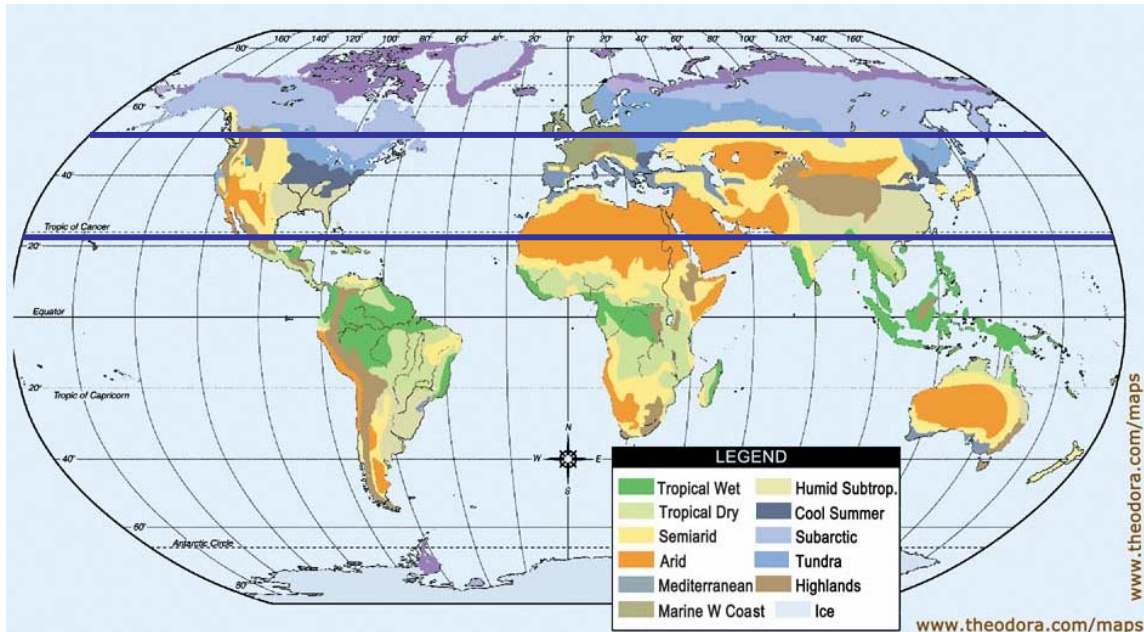 160° 140° 120° 100° 80° 60° 40° 20° 0° 20° 40° 60° 80° 100° 120° 140° 160°
80°
60°
40°
Tropic of Cancer
20°
Equator
20°
Tropic of Capricorn
N
W E
S
40°
60°
Antarctic Circle
80°
LEGEND
Tropical Wet Humid Subtrop.
Tropical Dry Cool Summer
Semiarid Subarctic
Arid Tundra
Mediterranean Highlands
Marine W Coast Ice
www.theodora.com/maps
www.theodora.com/maps